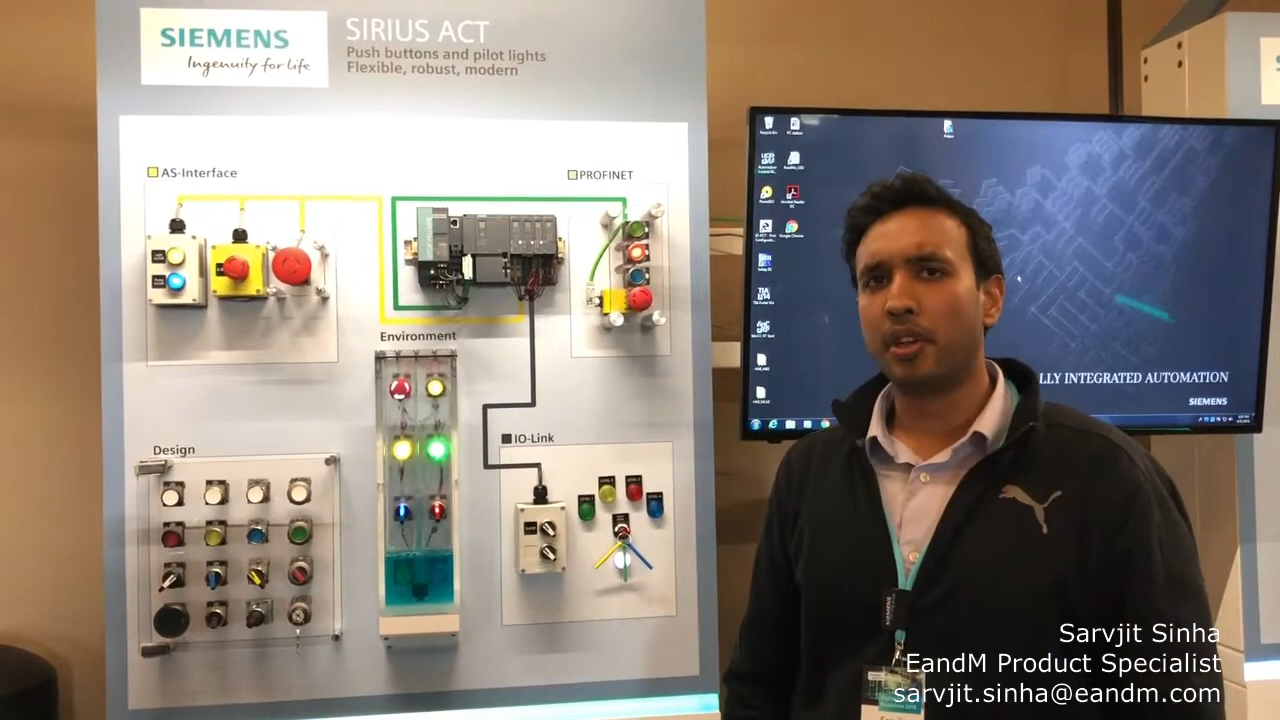 SIEMENS
Ingenuity for life
SIRIUS ACT
Push buttons and pilot lights
Flexible, robust, modern
AS-Interface
PROFINET
Environment
Design
IO-Link
LLY INTEGRATED AUTOMATION
SIEMENS
SIEMENS
Sarvjit Sinha
EandM Product Specialist
sarvjit.sinha@eandm.com